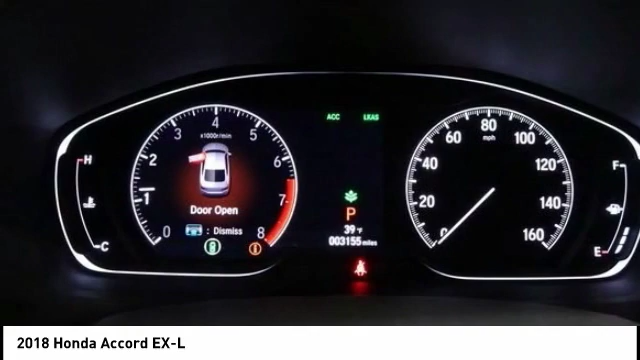 ACC LKAS
3 4 5
x1000r/min
2 6
1 7
0 8
Door Open
: Dismiss
H
C
P
39 °F
003155 miles
60 80 100
mph
40 120
20 140
0 160
F
E
2018 Honda Accord EX-L